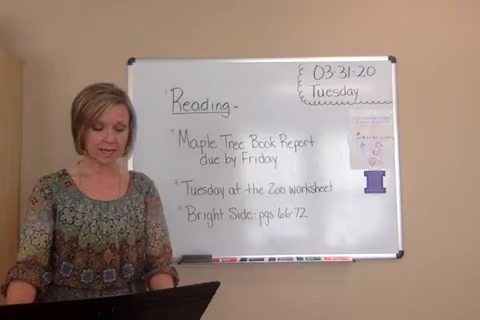 03-31-20
Tuesday
Reading-
Maple Tree Book Report
due by Friday
Tuesday at the Zoo worksheet
Bright Side-pgs 66-72